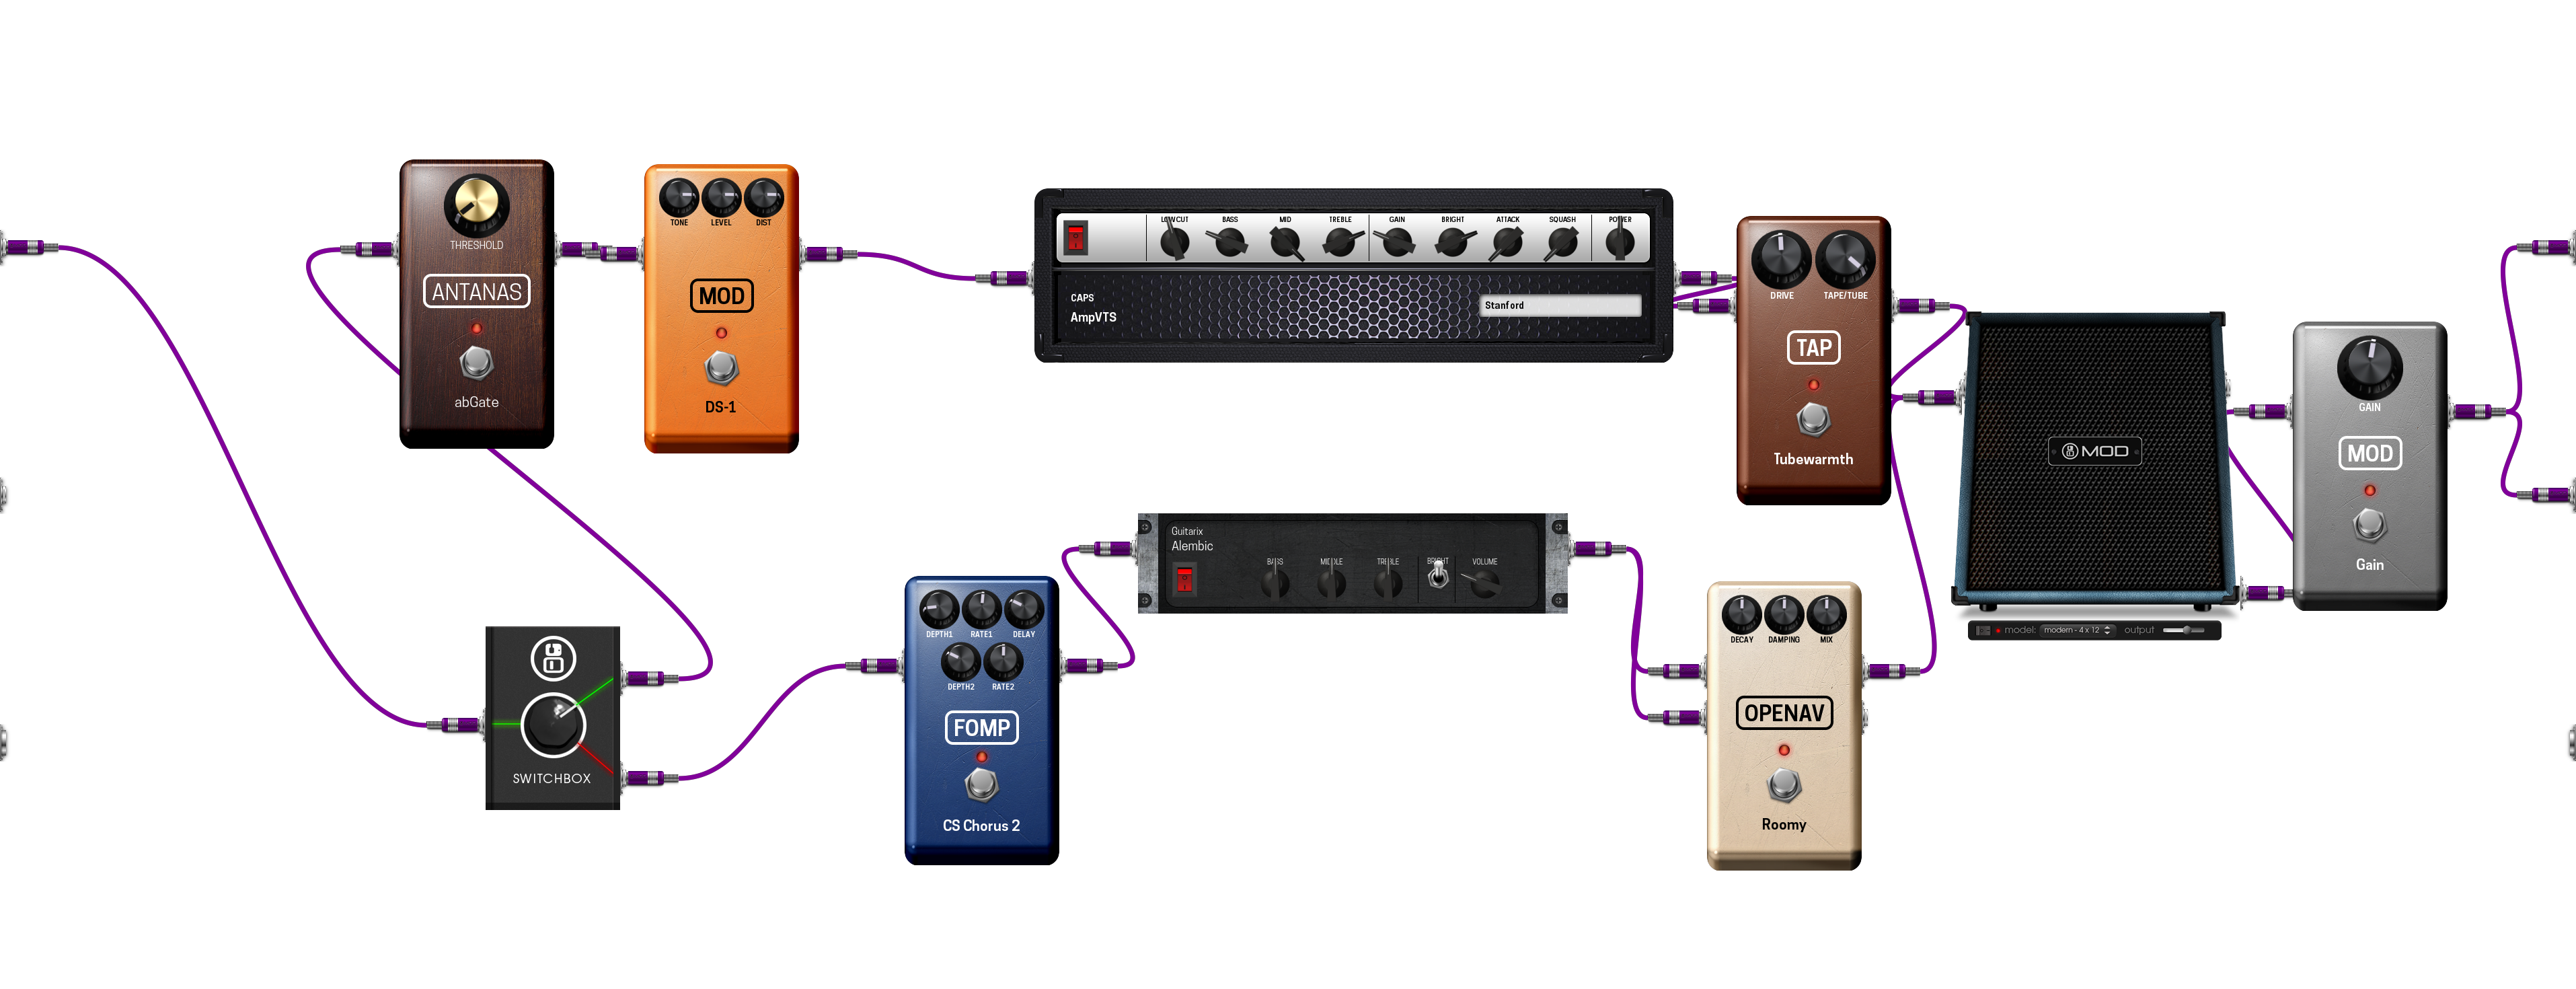 THRESHOLD
ANTANAS
abGate
TONE LEVEL DIST
MOD
DS-1
LOWCUT BASS MID TREBLE GAIN BRIGHT ATTACK SQUASH POWER
CAPS
AmpVTS
Stanford
DRIVE TAPE/TUBE
TAP
Tubewarmth
MOD
model: modern - 4 x 12 output
GAIN
MOD
Gain
SWITCHBOX
DEPTH1 RATE1 DELAY
DEPTH2 RATE2
FOMP
CS Chorus 2
Guitarix
Alembic
BASS MIDDLE TREBLE BRIGHT VOLUME
DECAY DAMPING MIX
OPENAV
Roomy